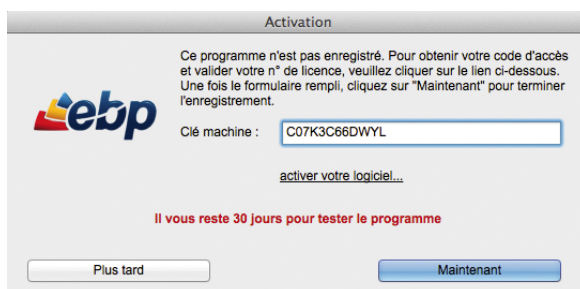 Activation
Ce programme n'est pas enregistré. Pour obtenir votre code d'accès
et valider votre n° de licence, veuillez cliquer sur le lien ci-dessous.
Une fois le formulaire rempli, cliquez sur "Maintenant" pour terminer
l'enregistrement.
ebp
Clé machine : C07K3C66DWYL
activer votre logiciel...
Il vous reste 30 jours pour tester le programme
Plus tard Maintenant